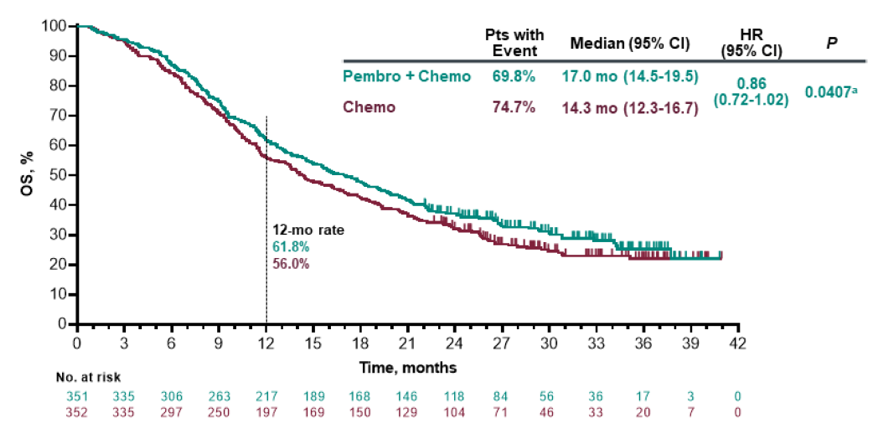 Pts with Event Median (95% CI) HR (95% CI) P
Pembro + Chemo 69.8% 17.0 mo (14.5-19.5) 0.86 (0.72-1.02) 0.0407ᵃ
Chemo 74.7% 14.3 mo (12.3-16.7)
OS, %
100
90
80
70
60
50
40
30
20
10
0
12-mo rate
61.8%
56.0%
0 3 6 9 12 15 18 21 24 27 30 33 36 39 42
Time, months
No. at risk
351 335 306 263 217 189 168 146 118 84 56 36 17 3 0
352 335 297 250 197 169 150 129 104 71 46 33 20 7 0